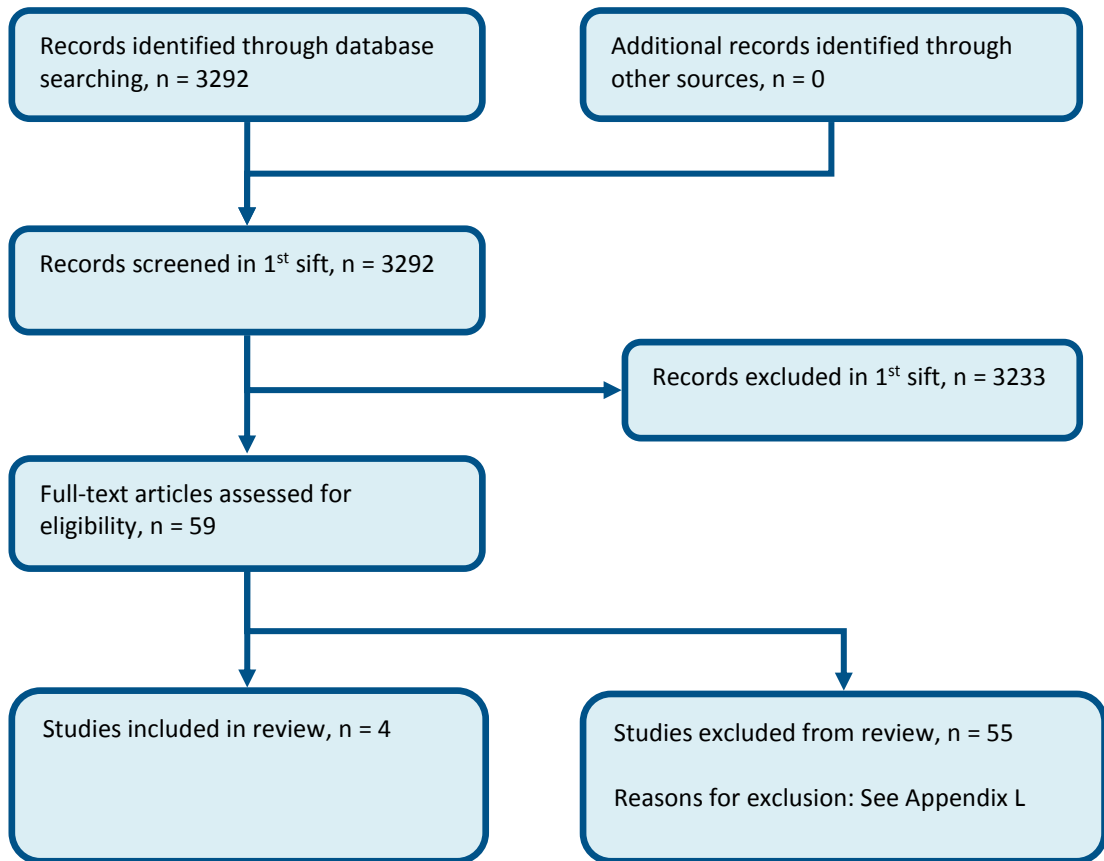 Records identified through database
searching, n = 3292
Additional records identified through
other sources, n = 0
Records screened in 1st sift, n = 3292
Records excluded in 1st sift, n = 3233
Full-text articles assessed for
eligibility, n = 59
Studies included in review, n = 4
Studies excluded from review, n = 55
Reasons for exclusion: See Appendix L